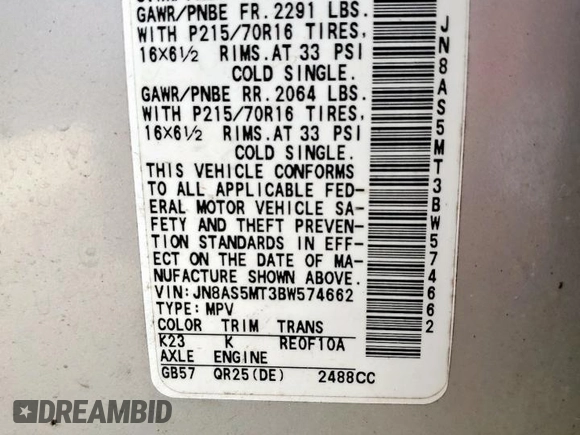 GAWR/PNBE FR. 2291 LBS.
WITH P215/70R16 TIRES,
16×6½ RIMS. AT 33 PSI
COLD SINGLE.
GAWR/PNBE RR. 2064 LBS.
WITH P215/70R16 TIRES,
16×6½ RIMS. AT 33 PSI
COLD SINGLE.
THIS VEHICLE CONFORMS
TO ALL APPLICABLE FED-
ERAL MOTOR VEHICLE SA-
FETY AND THEFT PREVEN-
TION STANDARDS IN EFF-
ECT ON THE DATE OF MA-
NUFACTURE SHOWN ABOVE.
VIN: JN8AS5MT3BW574662
TYPE: MPV
COLOR TRIM TRANS
K23 K RE0F10A
AXLE ENGINE
GB57 QR25(DE) 2488CC
JN8AS5MT3BW574662
DREAMBID